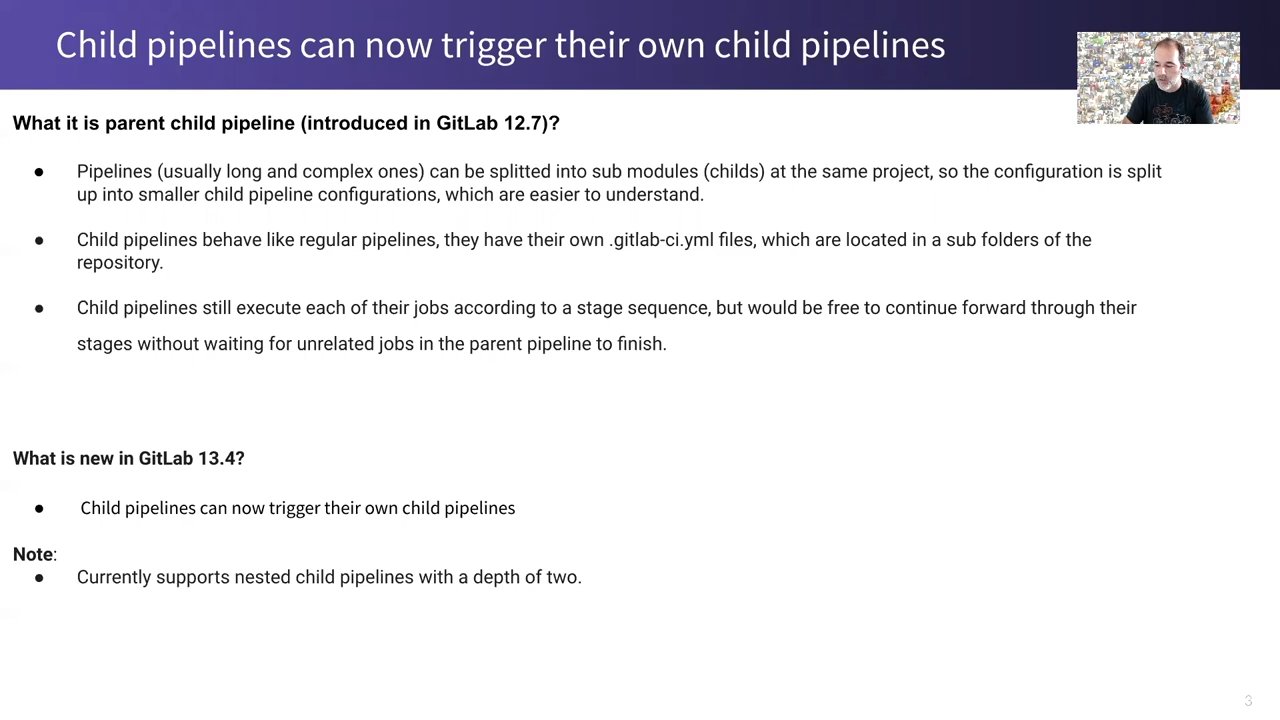 Child pipelines can now trigger their own child pipelines
What it is parent child pipeline (introduced in GitLab 12.7)?
● Pipelines (usually long and complex ones) can be splitted into sub modules (childs) at the same project, so the configuration is split
up into smaller child pipeline configurations, which are easier to understand.
● Child pipelines behave like regular pipelines, they have their own .gitlab-ci.yml files, which are located in a sub folders of the
repository.
● Child pipelines still execute each of their jobs according to a stage sequence, but would be free to continue forward through their
stages without waiting for unrelated jobs in the parent pipeline to finish.
What is new in GitLab 13.4?
● Child pipelines can now trigger their own child pipelines
Note:
● Currently supports nested child pipelines with a depth of two.
3